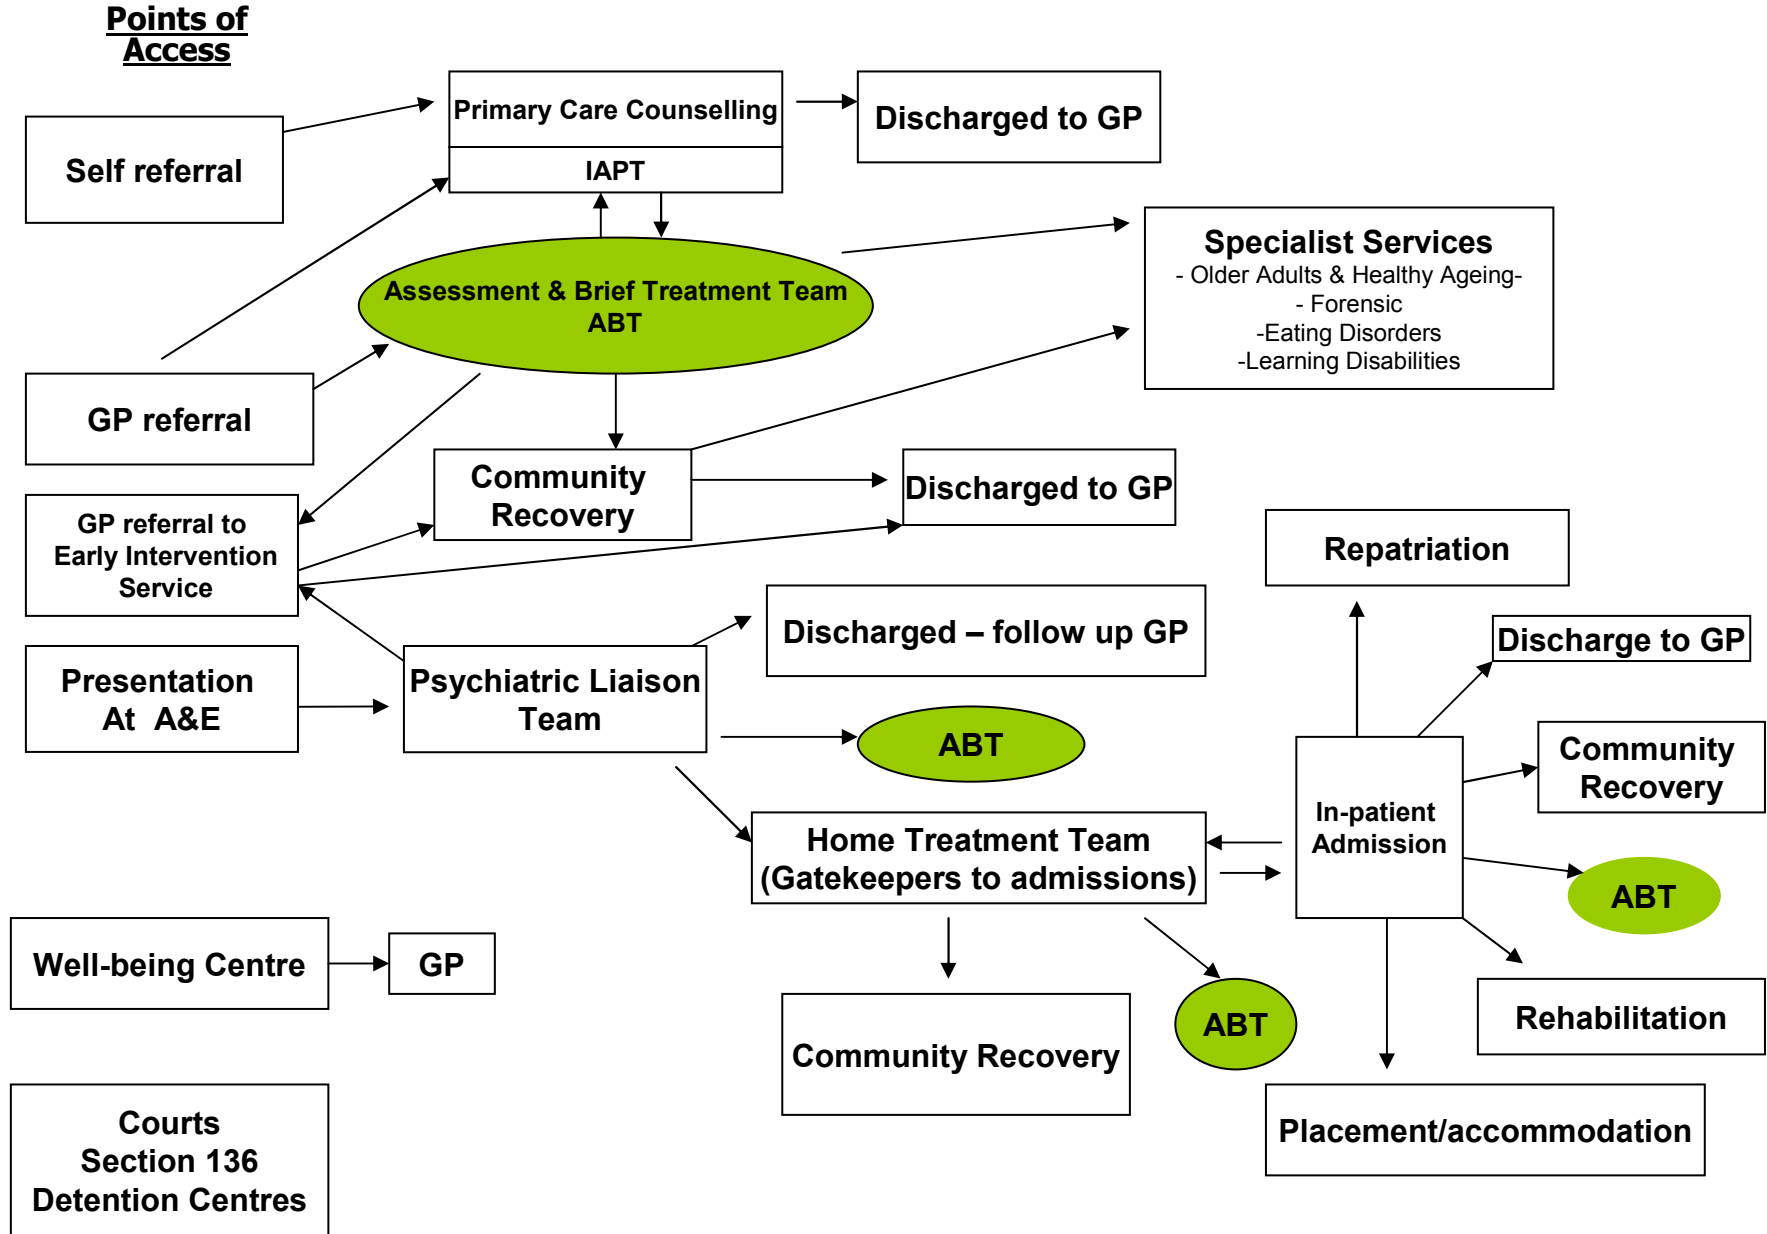 Points of
Access
Self referral
Primary Care Counselling
IAPT
Discharged to GP
Assessment & Brief Treatment Team
ABT
Specialist Services
- Older Adults & Healthy Ageing-
- Forensic
-Eating Disorders
-Learning Disabilities
GP referral
Community
Recovery
Discharged to GP
GP referral to
Early Intervention
Service
Repatriation
Discharged – follow up GP
Discharge to GP
Presentation
At A&E
Psychiatric Liaison
Team
ABT
Community
Recovery
In-patient
Admission
Home Treatment Team
(Gatekeepers to admissions)
ABT
Well-being Centre
GP
Community Recovery
ABT
Rehabilitation
Placement/accommodation
Courts
Section 136
Detention Centres